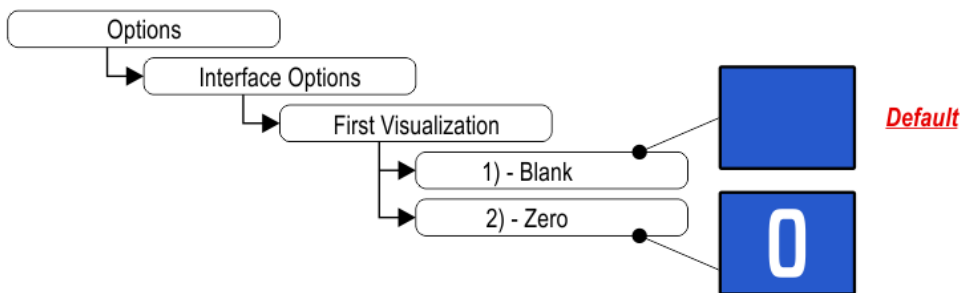 Options
Interface Options
First Visualization
1) - Blank
Default
2) - Zero
0